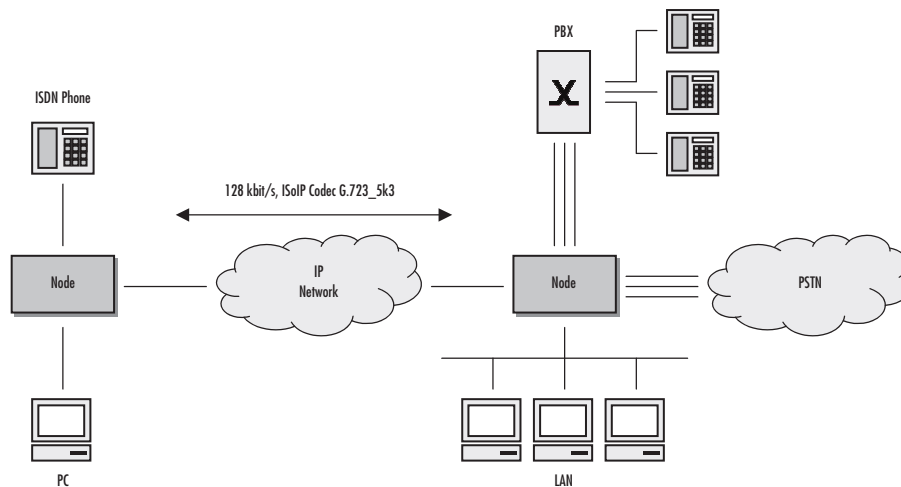 PBX
ISDN Phone
128 kbit/s, ISoIP Codec G.723_5k3
Node
IP
Network
Node
PSTN
PC
LAN